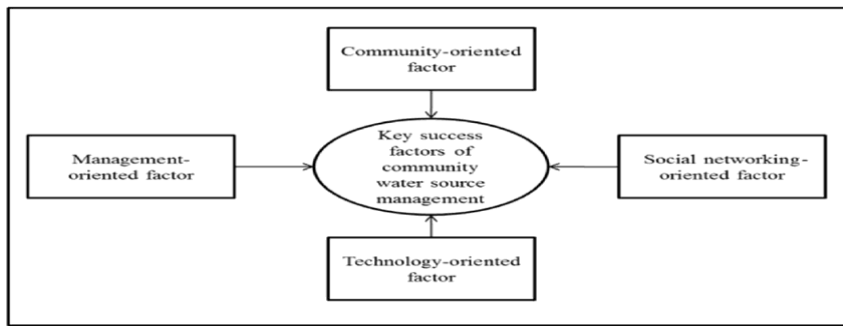 Community-oriented
factor
Key success
factors of
community
water source
management
Management-
oriented factor
Social networking-
oriented factor
Technology-oriented
factor